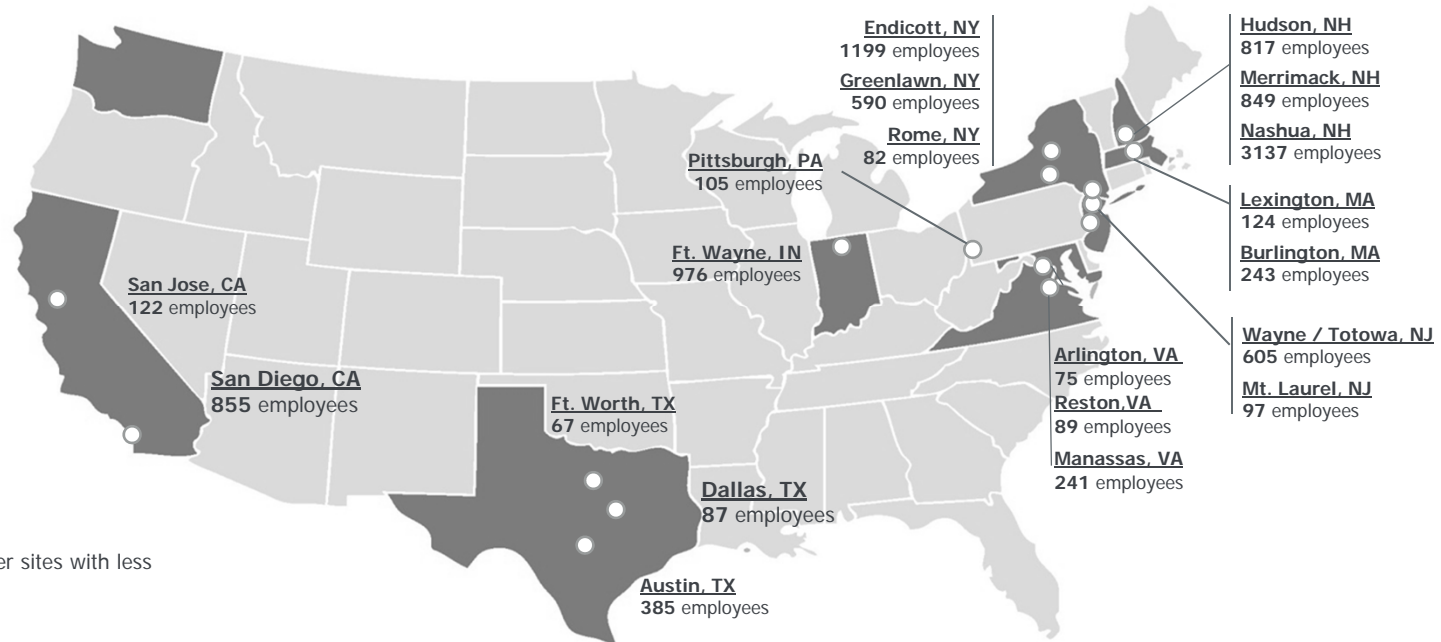 Endicott, NY
1199 employees
Greenlawn, NY
590 employees
Rome, NY
82 employees
Hudson, NH
817 employees
Merrimack, NH
849 employees
Nashua, NH
3137 employees
Pittsburgh, PA
105 employees
Lexington, MA
124 employees
Burlington, MA
243 employees
Ft. Wayne, IN
976 employees
San Jose, CA
122 employees
Wayne / Totowa, NJ
605 employees
Mt. Laurel, NJ
97 employees
Arlington, VA
75 employees
Reston,VA
89 employees
Manassas, VA
241 employees
San Diego, CA
855 employees
Ft. Worth, TX
67 employees
Dallas, TX
87 employees
er sites with less
Austin, TX
385 employees